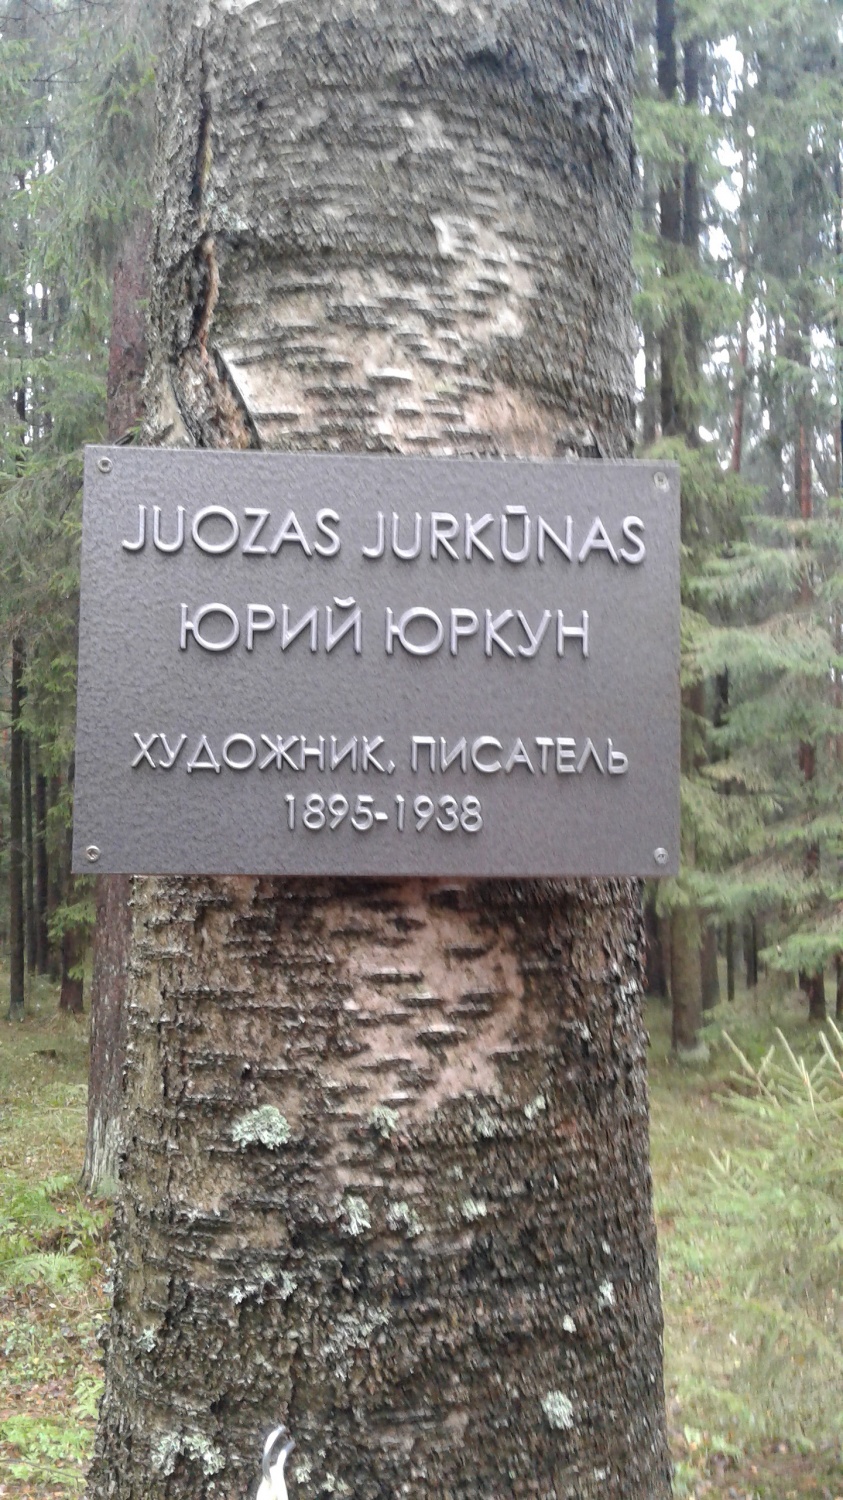 JUOZAS JURKŪNAS
ЮРИЙ ЮРКУН
ХУДОЖНИК, ПИСАТЕЛЬ
1895-1938